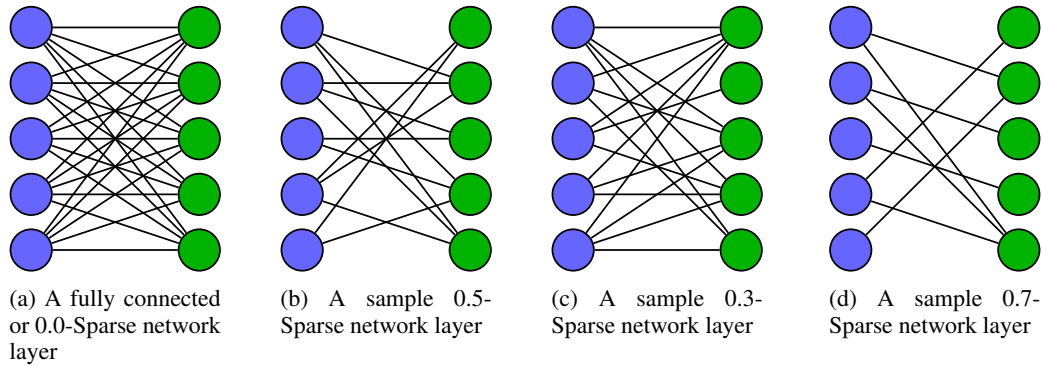 (a) A fully connected
or 0.0-Sparse network
layer
(b) A sample 0.5-
Sparse network layer
(c) A sample 0.3-
Sparse network layer
(d) A sample 0.7-
Sparse network layer